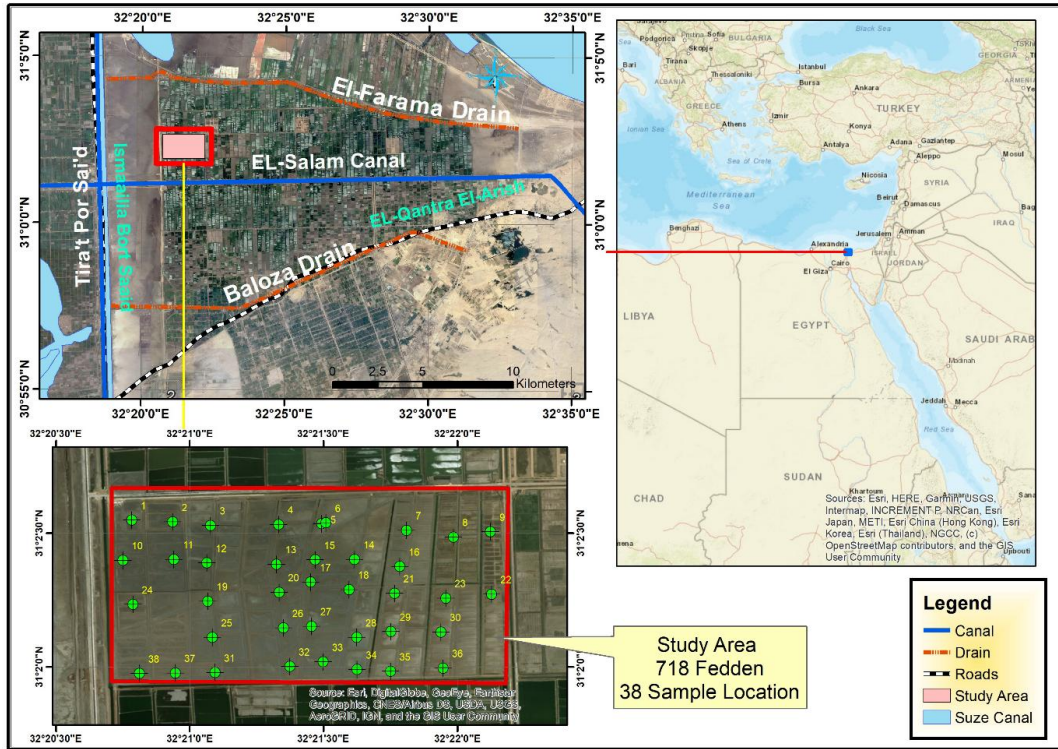 32°20'0"E
32°25'0"E
32°30'0"E
32°35'0"E
31°5'0"N
31°0'0"N
30°55'0"N
31°5'0"N
31°0'0"N
El-Farama Drain
EL-Salam Canal
Tira't Por Sai'd
Ismailia Bort Saaid
EL-Qantra El-Arish
Baloza Drain
0 2.5 5 10
Kilometers
32°20'0"E
32°25'0"E
32°30'0"E
32°35'0"E
Podgorica
Pristina
Sofia
Skopje
BULGARIA
Tirana
ALBANIA
Thessaloniki
GREECE
Athens
Ionian Sea
Istanbul
Bursa
Izmir
Black Sea
GEORGIA
Ankara
TURKEY
Konya
Antalya
Adana
Gaziantep
Aleppo
Mosul
Sea of Crete
Mediterranean
Sea
Nicosia
SYRIA
Beirut
Damascus
IRAQ
Benghazi
Alexandria
Cairo
El Giza
Jerusalem
Amman
ISRAEL
JORDAN
LIBYA
EGYPT
SAUDI ARAB
Madinah
Jeddah
Mecca
Red Sea
CHAD
SUDAN
Khartoum
Djibouti
Sources: Esri, HERE, Garmin, USGS,
Intermap, INCREMENT P, NRCan, Esri
Japan, METI, Esri China (Hong Kong), Esri
Korea, Esri (Thailand), NGCC, (c)
OpenStreetMap contributors, and the GIS
User Community
32°20'30"E
32°21'0"E
32°21'30"E
32°22'0"E
31°2'30"N
31°2'0"N
31°2'30"N
31°2'0"N
1
2
3
4
5
6
7
8
9
10
11
12
13
15
14
16
17
18
19
20
21
22
23
24
25
26
27
28
29
30
38
37
31
32
33
34
35
36
Source: Esri, DigitalGlobe, GeoEye, Earthstar
Geographics, CNES/Airbus DS, USDA, USGS,
AeroGRID, IGN, and the GIS User Community
32°20'30"E
32°21'0"E
32°21'30"E
32°22'0"E
Study Area
718 Fedden
38 Sample Location
Legend
Canal
Drain
Roads
Study Area
Suze Canal